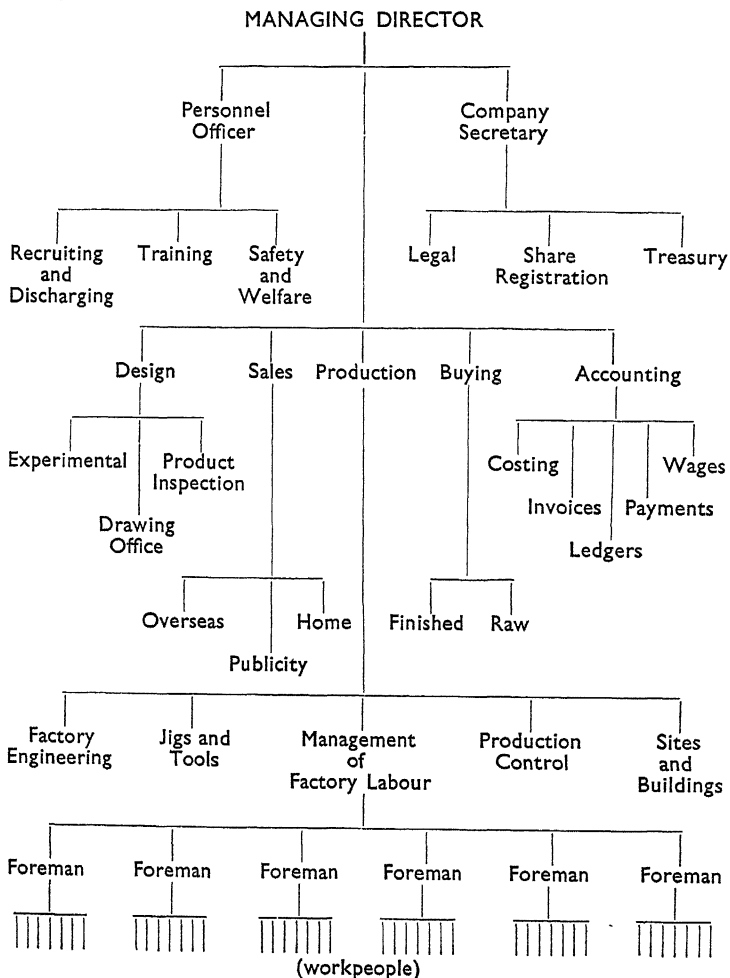 MANAGING DIRECTOR
Personnel
Officer
Company
Secretary
Recruiting
and
Discharging
Training
Safety
and
Welfare
Legal
Share
Registration
Treasury
Design
Sales
Production
Buying
Accounting
Experimental
Product
Inspection
Drawing
Office
Costing
Invoices
Ledgers
Payments
Wages
Overseas
Publicity
Home
Finished
Raw
Factory
Engineering
Jigs and
Tools
Management
of
Factory Labour
Production
Control
Sites
and
Buildings
Foreman
Foreman
Foreman
Foreman
Foreman
Foreman
(workpeople)